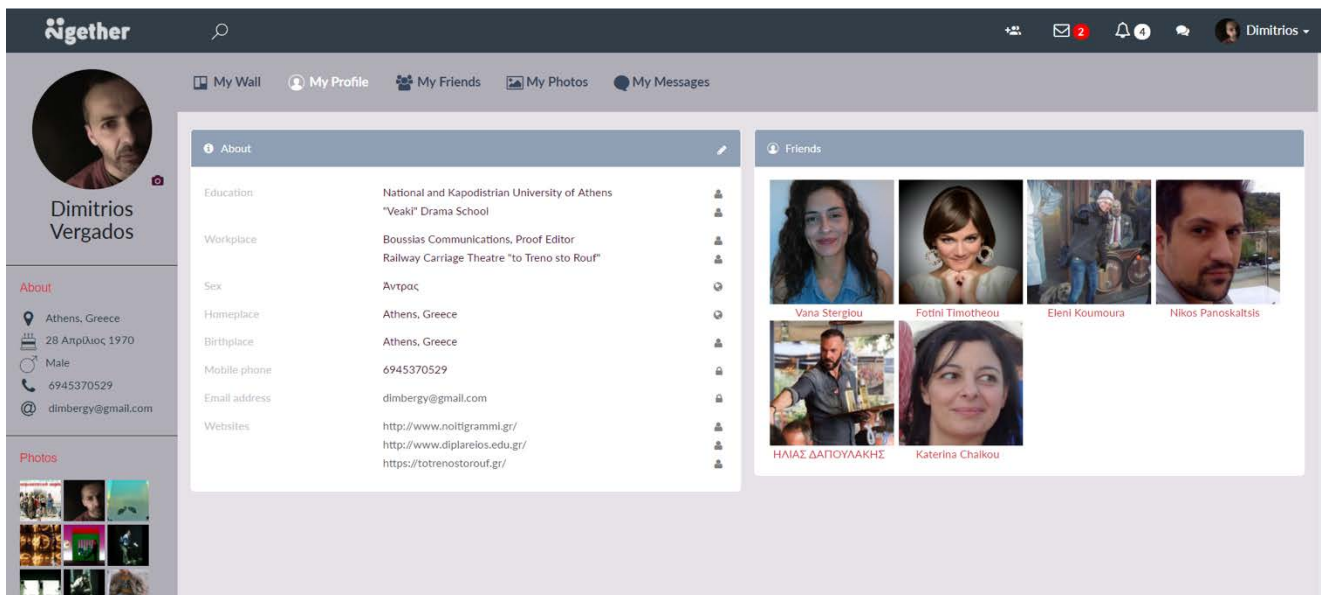 nigether
2
4
Dimitrios
My Wall
My Profile
My Friends
My Photos
My Messages
Dimitrios
Vergados
About
Athens, Greece
28 Απρίλιος 1970
Male
6945370529
dimbergy@gmail.com
Photos
About
Education
National and Kapodistrian University of Athens
"Veaki" Drama School
Workplace
Boussias Communications, Proof Editor
Railway Carriage Theatre "to Treno sto Rouf"
Sex
Άντρας
Homeplace
Athens, Greece
Birthplace
Athens, Greece
Mobile phone
6945370529
Email address
dimbergy@gmail.com
Websites
http://www.noitigrammi.gr/
http://www.diplareios.edu.gr/
https://totrenostorouf.gr/
Friends
Vana Stergiou
Fotini Timotheou
Eleni Koumoura
Nikos Panoskaltsis
ΗΛΙΑΣ ΔΑΠΟΥΛΑΚΗΣ
Katerina Chalkou